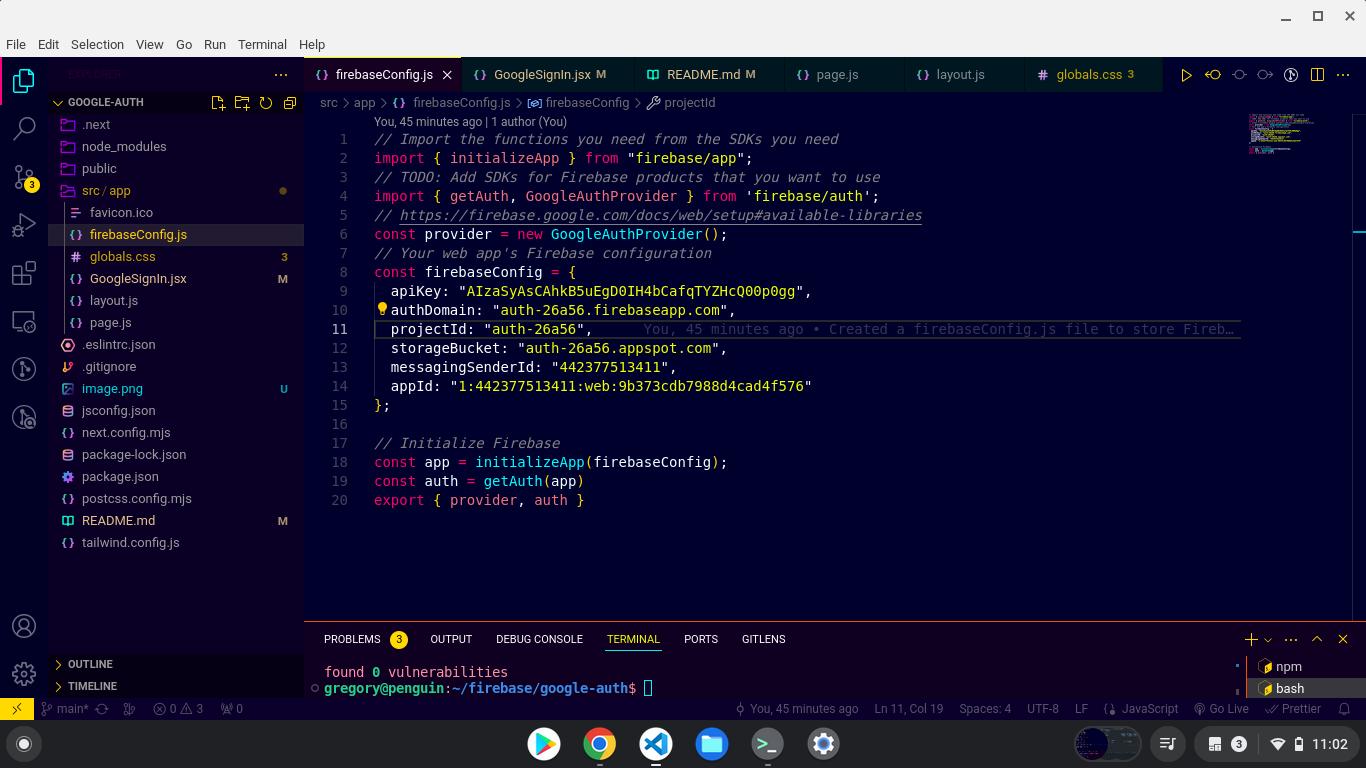 File Edit Selection View Go Run Terminal Help
EXPLORER
firebaseConfig.js
GoogleSignIn.jsx M
README.md M
page.js
layout.js
globals.css 3
GOOGLE-AUTH
src > app > firebaseConfig.js > firebaseConfig > projectId
.next
node_modules
public
src / app
favicon.ico
firebaseConfig.js
globals.css 3
GoogleSignIn.jsx M
layout.js
page.js
.eslintrc.json
.gitignore
image.png U
jsconfig.json
next.config.mjs
package-lock.json
package.json
postcss.config.mjs
README.md M
tailwind.config.js
OUTLINE
TIMELINE
3
You, 45 minutes ago | 1 author (You)
1 // Import the functions you need from the SDKs you need
2 import { initializeApp } from "firebase/app";
3 // TODO: Add SDKs for Firebase products that you want to use
4 import { getAuth, GoogleAuthProvider } from 'firebase/auth';
5 // https://firebase.google.com/docs/web/setup#available-libraries
6 const provider = new GoogleAuthProvider();
7 // Your web app's Firebase configuration
8 const firebaseConfig = {
9 apiKey: "AIzaSyAsCAhkB5uEgD0IH4bCafqTYZHcQ00p0gg",
10 authDomain: "auth-26a56.firebaseapp.com",
11 projectId: "auth-26a56", You, 45 minutes ago • Created a firebaseConfig.js file to store Fireb…
12 storageBucket: "auth-26a56.appspot.com",
13 messagingSenderId: "442377513411",
14 appId: "1:442377513411:web:9b373cdb7988d4cad4f576"
15 };
16
17 // Initialize Firebase
18 const app = initializeApp(firebaseConfig);
19 const auth = getAuth(app)
20 export { provider, auth }
PROBLEMS 3 OUTPUT DEBUG CONSOLE TERMINAL PORTS GITLENS
found 0 vulnerabilities
gregory@penguin:~/firebase/google-auth$
npm
bash
main* 0 3 0 You, 45 minutes ago Ln 11, Col 19 Spaces: 4 UTF-8 LF JavaScript Go Live Prettier
3 11:02